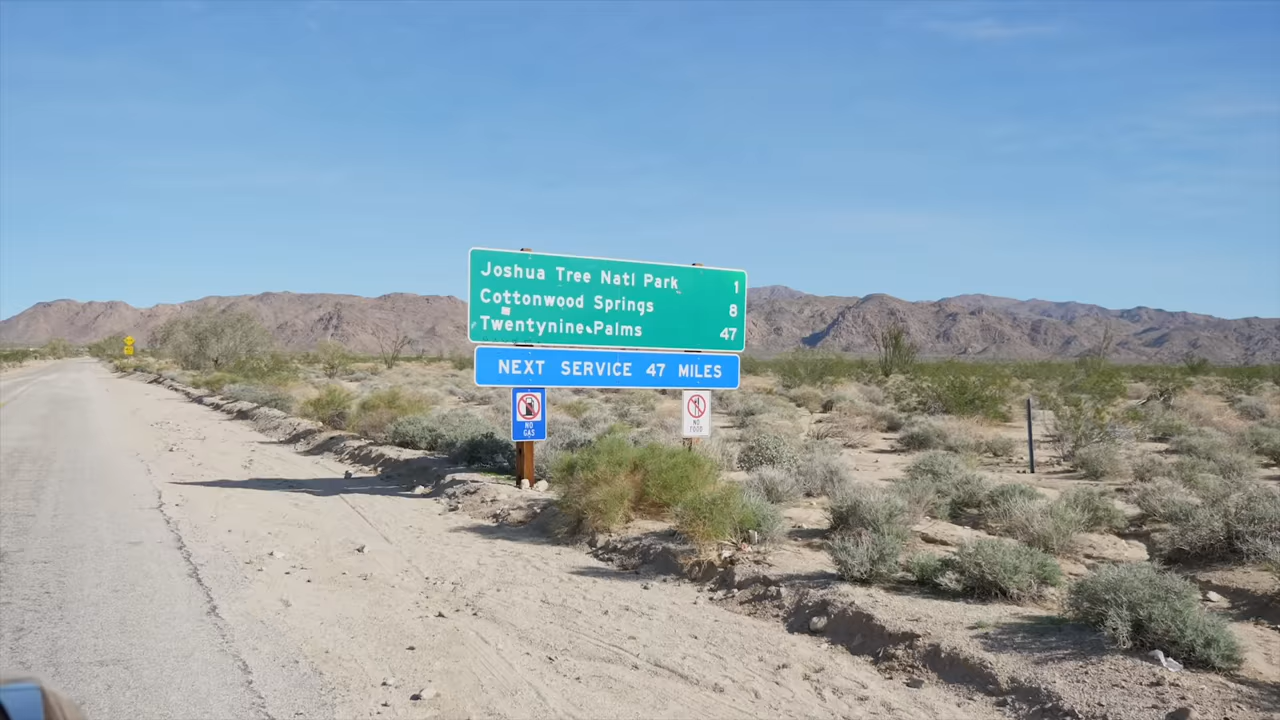 Joshua Tree Natl Park 1
Cottonwood Springs 8
Twentynine Palms 47
NEXT SERVICE 47 MILES
NO GAS
NO FOOD